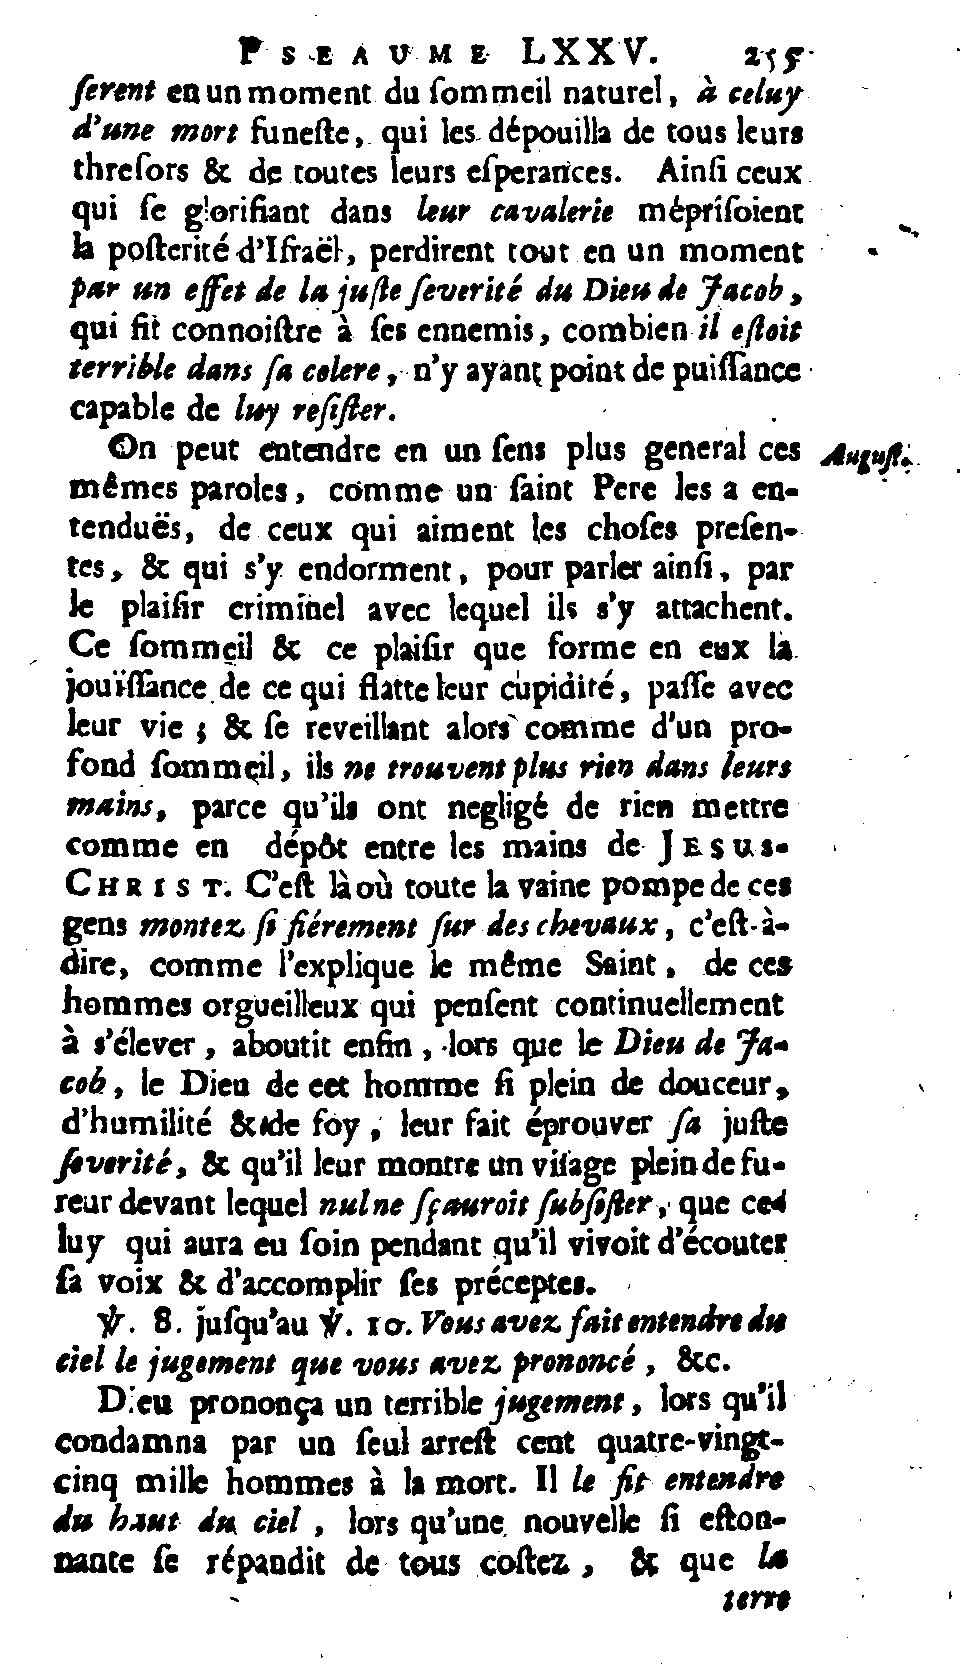 PSEAUME LXXV. 255
ſerent en un moment du ſommeil naturel, à celuy
d'une mort funeſte, qui les dépouilla de tous leurs
threſors & de toutes leurs eſperances. Ainſi ceux
qui ſe glorifiant dans leur cavalerie mépriſoient
la poſterité d'Iſraël, perdirent tout en un moment
par un effet de la juſte ſeverité du Dieu de Jacob,
qui fit connoiſtre à ſes ennemis, combien il eſtoit
terrible dans ſa colere, n'y ayant point de puiſſance
capable de luy reſiſter.
On peut entendre en un ſens plus general ces
Auguſt.
mêmes paroles, comme un ſaint Pere les a en-
tenduës, de ceux qui aiment les choſes preſen-
tes, & qui s'y endorment, pour parler ainſi, par
le plaiſir criminel avec lequel ils s'y attachent.
Ce ſommeil & ce plaiſir que forme en eux la
jouïſſance de ce qui flatte leur cupidité, paſſe avec
leur vie; & ſe reveillant alors comme d'un pro-
fond ſommeil, ils ne trouvent plus rien dans leurs
mains, parce qu'ils ont negligé de rien mettre
comme en dépôt entre les mains de JESUS-
CHRIST. C'eſt là où toute la vaine pompe de ces
gens montez ſi fiérement ſur des chevaux, c'eſt-à-
dire, comme l'explique le même Saint, de ces
hommes orgueilleux qui penſent continuellement
à s'élever, aboutit enfin, lors que le Dieu de Ja-
cob, le Dieu de cet homme ſi plein de douceur,
d'humilité & de foy, leur fait éprouver ſa juſte
ſeverité, & qu'il leur montre un viſage plein de fu-
reur devant lequel nul ne ſçauroit ſubſiſter, que ce-
luy qui aura eu ſoin pendant qu'il vivoit d'écouter
ſa voix & d'accomplir ſes préceptes.
℣. 8. juſqu'au ℣. 10. Vous avez fait entendre du
ciel le jugement que vous avez prononcé, &c.
Dieu prononça un terrible jugement, lors qu'il
condamna par un ſeul arreſt cent quatre-vingt-
cinq mille hommes à la mort. Il le fit entendre
du haut du ciel, lors qu'une nouvelle ſi eſton-
nante ſe répandit de tous coſtez, & que la
terre